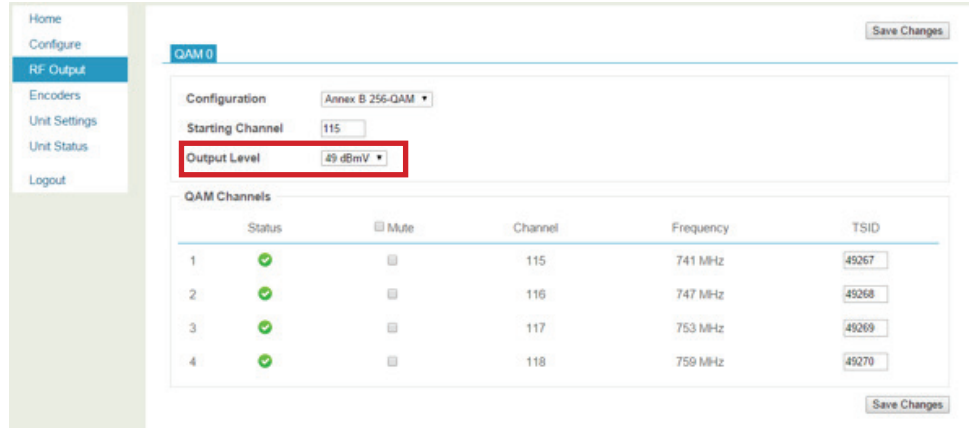 Home
Configure
RF Output
Encoders
Unit Settings
Unit Status
Logout
Save Changes
QAM 0
Configuration Annex B 256-QAM
Starting Channel 115
Output Level 49 dBmV
QAM Channels
Status Mute Channel Frequency TSID
1 115 741 MHz 49267
2 116 747 MHz 49268
3 117 753 MHz 49269
4 118 759 MHz 49270
Save Changes